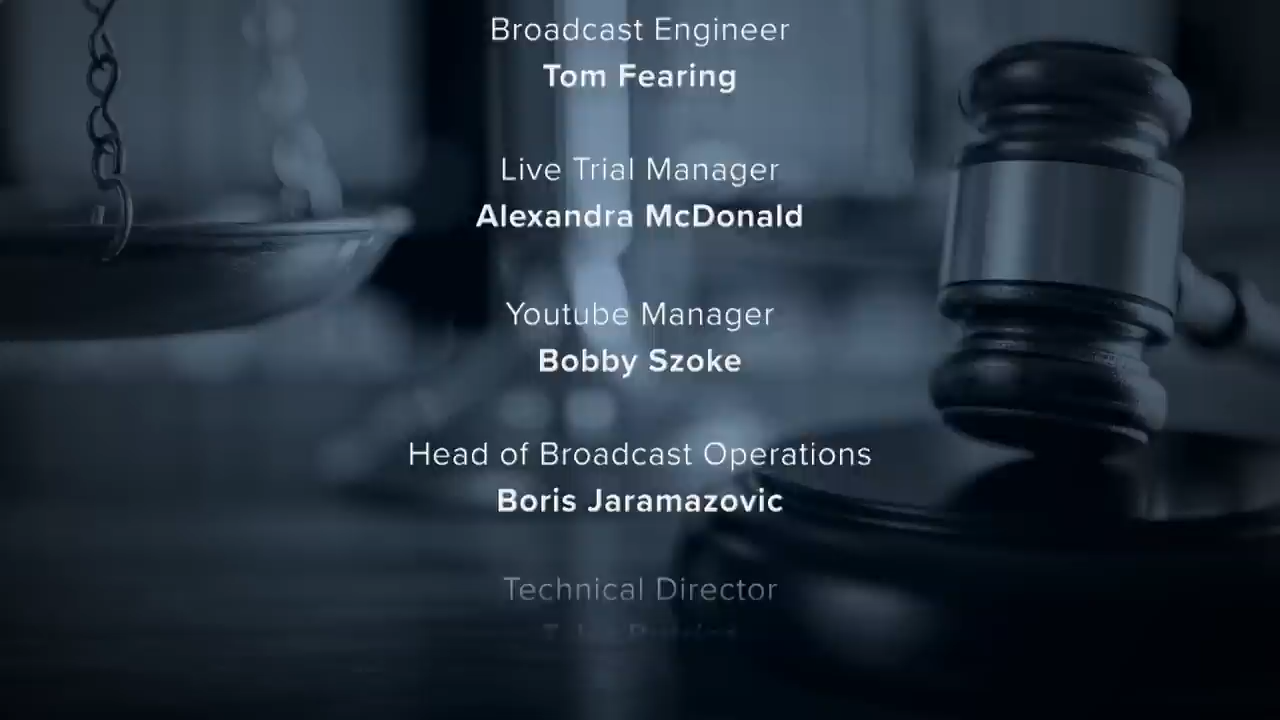 Broadcast Engineer
Tom Fearing
Live Trial Manager
Alexandra McDonald
Youtube Manager
Bobby Szoke
Head of Broadcast Operations
Boris Jaramazovic
Technical Director